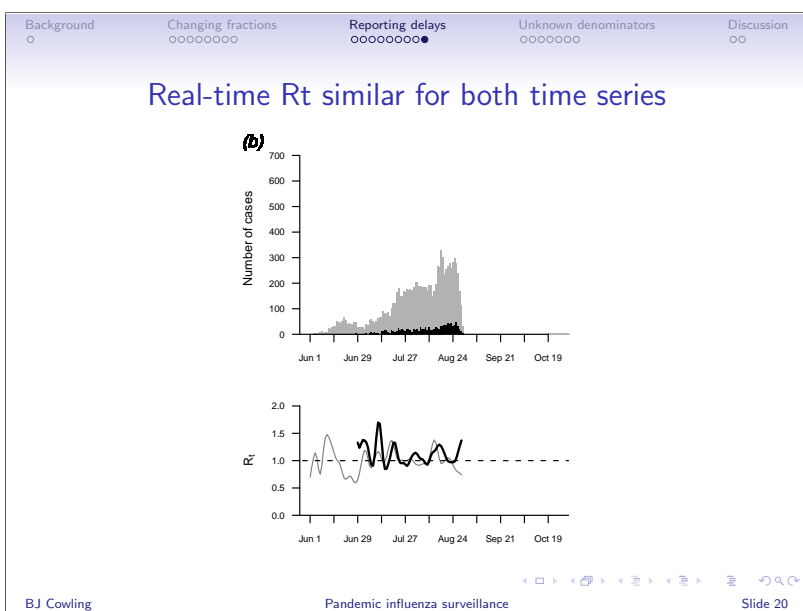 Background Changing fractions Reporting delays Unknown denominators Discussion
Real-time Rt similar for both time series
(b)
Number of cases
700
600
500
400
300
200
100
0
Jun 1 Jun 29 Jul 27 Aug 24 Sep 21 Oct 19
Rt
2.0
1.5
1.0
0.5
0.0
Jun 1 Jun 29 Jul 27 Aug 24 Sep 21 Oct 19
BJ Cowling Pandemic influenza surveillance Slide 20